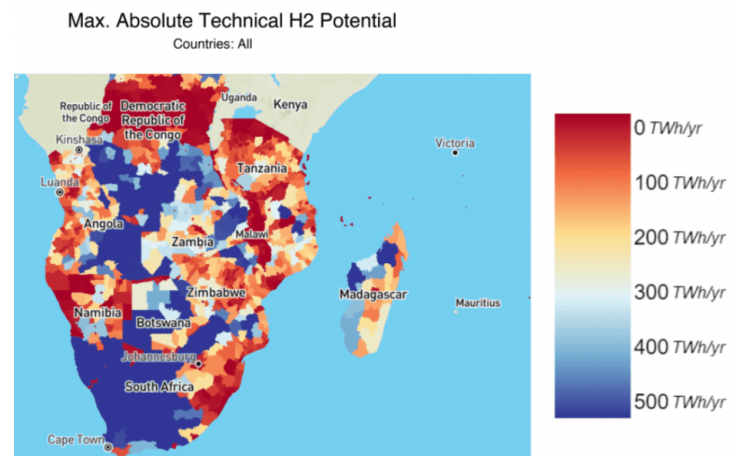 Max. Absolute Technical H2 Potential
Countries: All
Uganda
Kenya
Republic of
the Congo
Democratic
Republic of
the Congo
Kinshasa
Victoria
Tanzania
Luanda
Angola
Malawi
Zambia
Zimbabwe
Madagascar
Mauritius
Namibia
Botswana
Johannesburg
South Africa
Cape Town
0 TWh/yr
100 TWh/yr
200 TWh/yr
300 TWh/yr
400 TWh/yr
500 TWh/yr